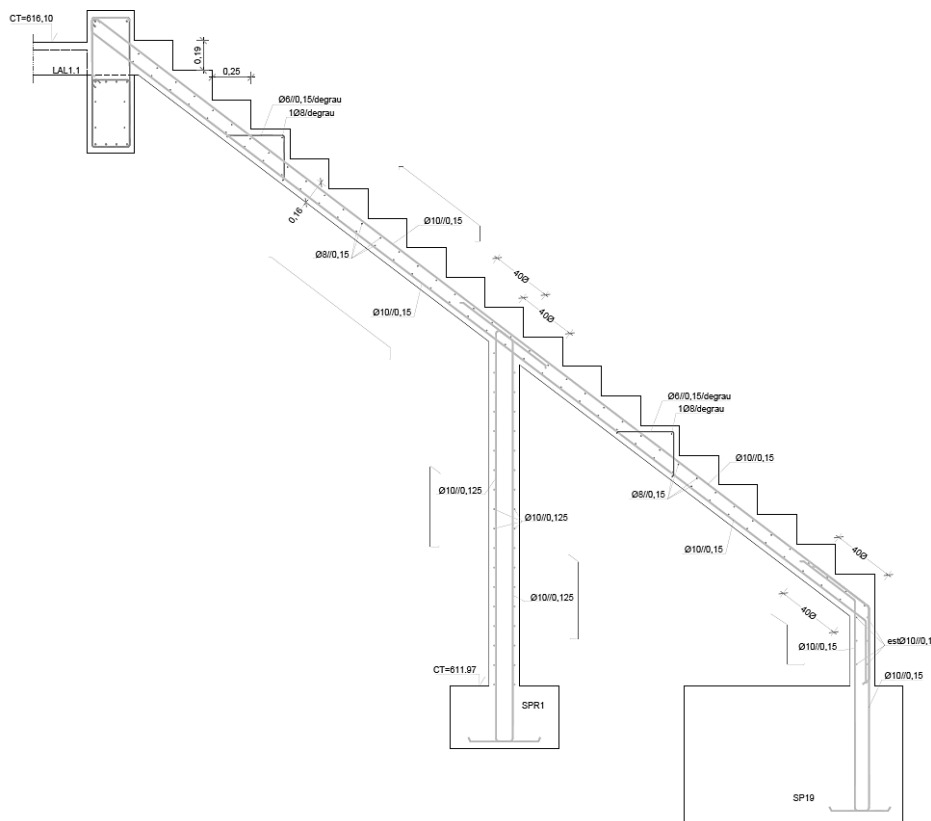 CT=616,10
0,19
LAL1.1
0,25
Ø6//0,15/degrau
1Ø8/degrau
0,16
Ø10//0,15
Ø8//0,15
40Ø
40Ø
Ø10//0,15
Ø6//0,15/degrau
1Ø8/degrau
Ø10//0,15
Ø10//0,125
Ø8//0,15
Ø10//0,125
Ø10//0,15
40Ø
Ø10//0,125
40Ø
estØ10//0,1
Ø10//0,15
CT=611.97
Ø10//0,15
SPR1
SP19